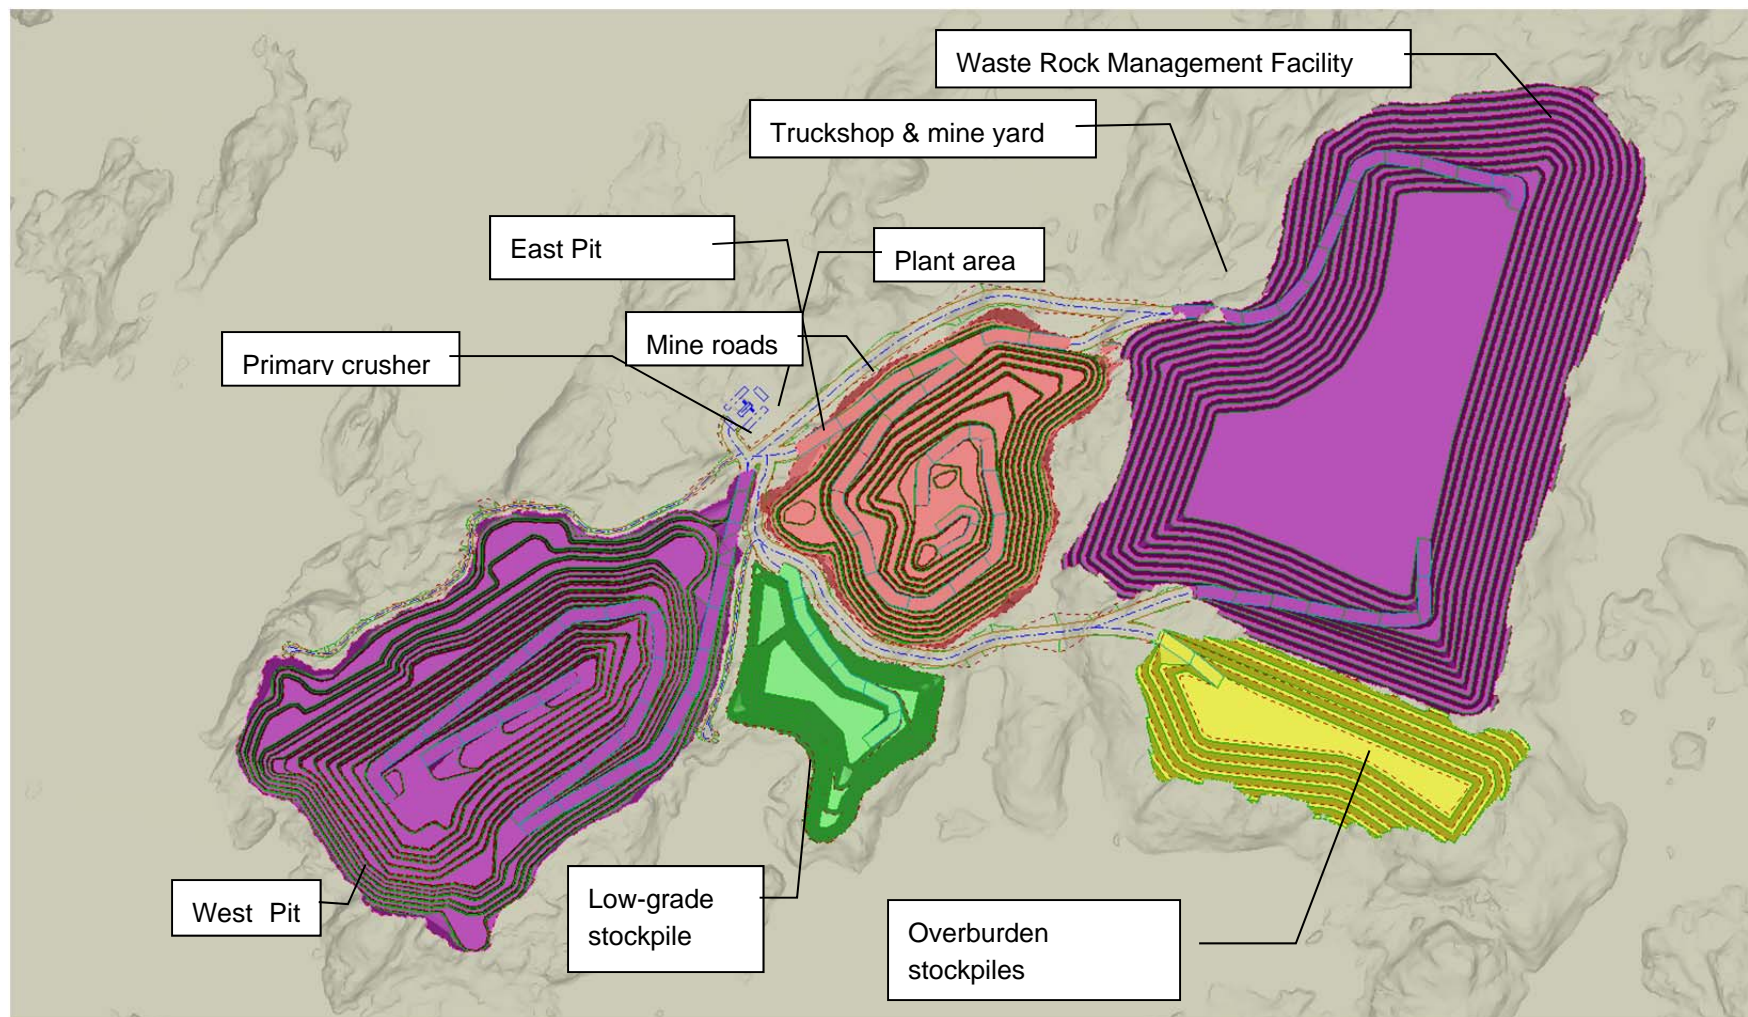 Waste Rock Management Facility
Truckshop & mine yard
East Pit
Plant area
Mine roads
Primary crusher
West Pit
Low-grade
stockpile
Overburden
stockpiles